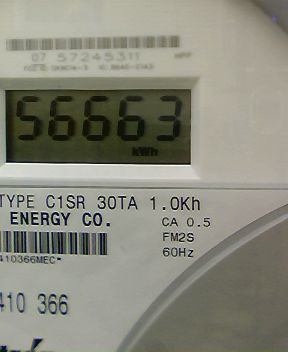 07 57245311
56663
kWh
TYPE C1SR 30TA 1.0Kh
ENERGY CO. CA 0.5
FM2S
410366MEC* 60Hz
410 366